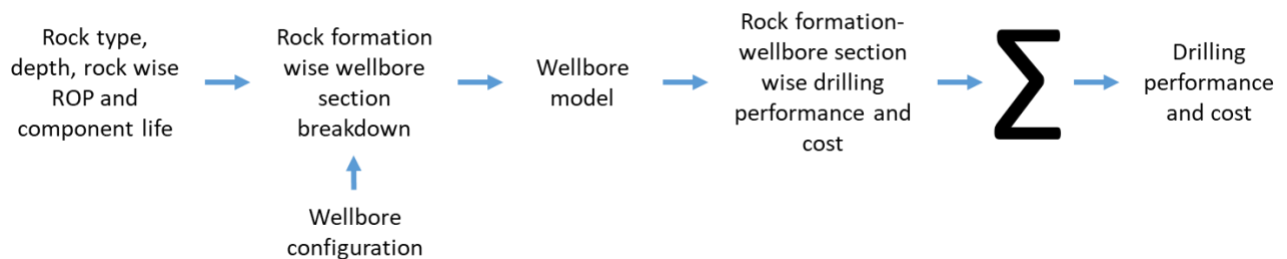 Rock type,
depth, rock wise
ROP and
component life
Rock formation
wise wellbore
section
breakdown
Wellbore
configuration
Wellbore
model
Rock formation-
wellbore section
wise drilling
performance and
cost
Σ
Drilling
performance
and cost